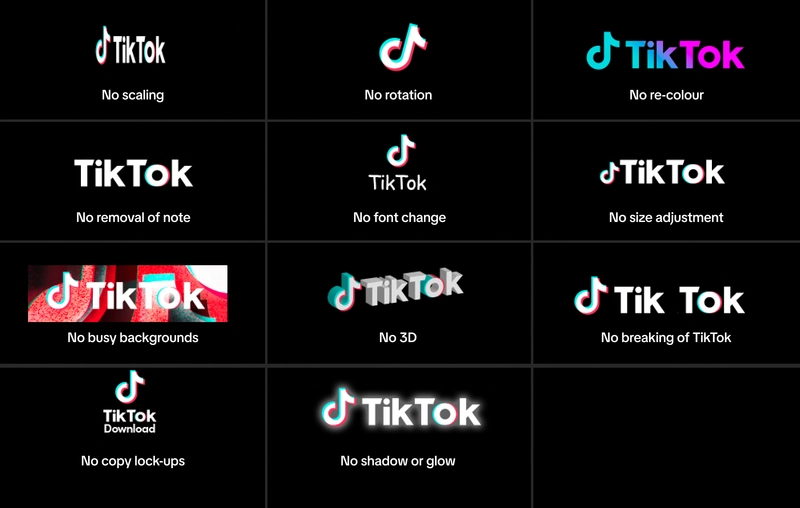 TikTok
No scaling
No rotation
TikTok
No re-colour
TikTok
No removal of note
TikTok
No font change
TikTok
No size adjustment
TikTok
No busy backgrounds
TikTok
No 3D
Tik Tok
No breaking of TikTok
TikTok
Download
No copy lock-ups
TikTok
No shadow or glow